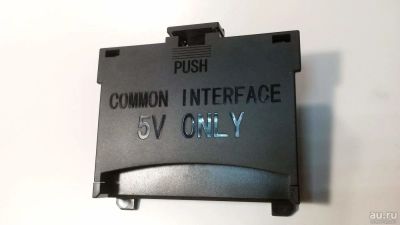 PUSH
COMMON INTERFACE
5V ONLY
au.ru